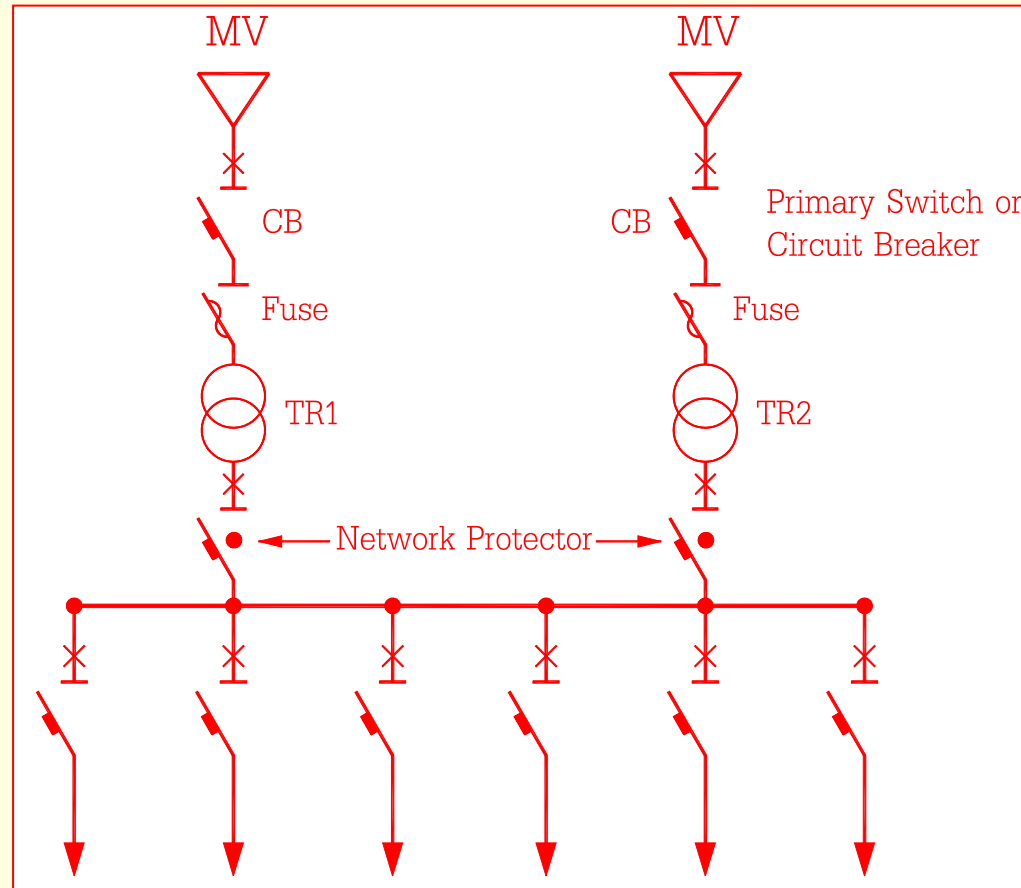 MV
MV
CB
CB
Primary Switch or
Circuit Breaker
Fuse
Fuse
TR1
TR2
Network Protector